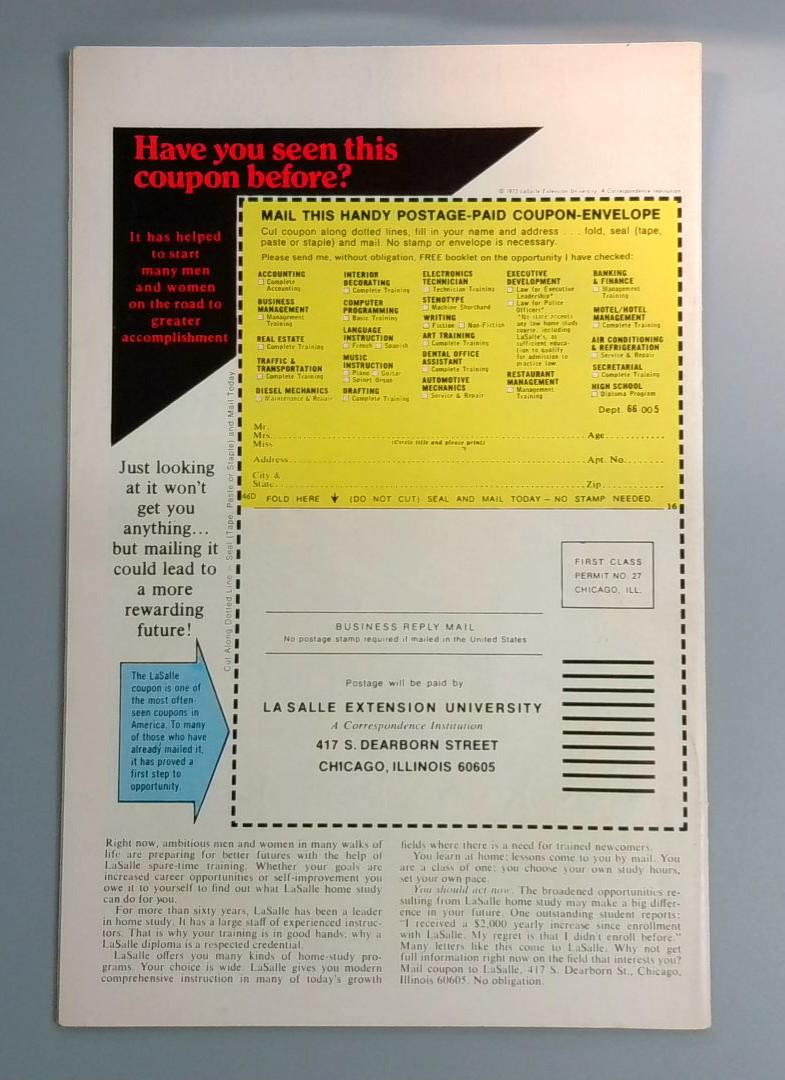 Have you seen this
coupon before?
It has helped
to start
many men
and women
on the road to
greater
accomplishment
© 1973 LaSalle Extension University, A Correspondence Institution
MAIL THIS HANDY POSTAGE-PAID COUPON-ENVELOPE
Cut coupon along dotted lines, fill in your name and address . . . fold, seal (tape,
paste or staple) and mail. No stamp or envelope is necessary.
Please send me, without obligation, FREE booklet on the opportunity I have checked:
ACCOUNTING
Complete
Accounting
BUSINESS
MANAGEMENT
Management
Training
REAL ESTATE
Complete Training
TRAFFIC &
TRANSPORTATION
Complete Training
DIESEL MECHANICS
Maintenance & Repair
INTERIOR
DECORATING
Complete Training
COMPUTER
PROGRAMMING
Basic Training
LANGUAGE
INSTRUCTION
French Spanish
MUSIC
INSTRUCTION
Piano Guitar
Spinet Organ
DRAFTING
Complete Training
ELECTRONICS
TECHNICIAN
Technician Training
STENOTYPE
Machine Shorthand
WRITING
Fiction Non-Fiction
ART TRAINING
Complete Training
DENTAL OFFICE
ASSISTANT
Complete Training
AUTOMOTIVE
MECHANICS
Service & Repair
EXECUTIVE
DEVELOPMENT
Law for Executive
Leadership*
Law for Police
Officers*
*No state accepts
any law home study
course, including
LaSalle's, as
sufficient educa-
tion to qualify
for admission to
practice law.
RESTAURANT
MANAGEMENT
Management
Training
BANKING
& FINANCE
Management
Training
MOTEL/HOTEL
MANAGEMENT
Complete Training
AIR CONDITIONING
& REFRIGERATION
Service & Repair
SECRETARIAL
Complete Training
HIGH SCHOOL
Diploma Program
Dept. 66-005
Mr.
Mrs. Age
Miss (Circle title and please print)
Address Apt. No.
City &
State Zip
46D FOLD HERE (DO NOT CUT) SEAL AND MAIL TODAY – NO STAMP NEEDED. 16
Cut Along Dotted Line – Seal (Tape, Paste or Staple) and Mail Today
Just looking
at it won't
get you
anything...
but mailing it
could lead to
a more
rewarding
future!
The LaSalle
coupon is one of
the most often-
seen coupons in
America. To many
of those who have
already mailed it,
it has proved a
first step to
opportunity.
FIRST CLASS
PERMIT NO. 27
CHICAGO, ILL.
BUSINESS REPLY MAIL
No postage stamp required if mailed in the United States
Postage will be paid by
LA SALLE EXTENSION UNIVERSITY
A Correspondence Institution
417 S. DEARBORN STREET
CHICAGO, ILLINOIS 60605
Right now, ambitious men and women in many walks of
life are preparing for better futures with the help of
LaSalle spare-time training. Whether your goals are
increased career opportunities or self-improvement you
owe it to yourself to find out what LaSalle home study
can do for you.
For more than sixty years, LaSalle has been a leader
in home study. It has a large staff of experienced instruc-
tors. That is why your training is in good hands; why a
LaSalle diploma is a respected credential.
LaSalle offers you many kinds of home-study pro-
grams. Your choice is wide. LaSalle gives you modern
comprehensive instruction in many of today's growth
fields where there is a need for trained newcomers.
You learn at home; lessons come to you by mail. You
are a class of one; you choose your own study hours,
set your own pace.
You should act now. The broadened opportunities re-
sulting from LaSalle home study may make a big differ-
ence in your future. One outstanding student reports:
"I received a $2,000 yearly increase since enrollment
with LaSalle. My regret is that I didn't enroll before."
Many letters like this come to LaSalle. Why not get
full information right now on the field that interests you?
Mail coupon to LaSalle, 417 S. Dearborn St., Chicago,
Illinois 60605. No obligation.